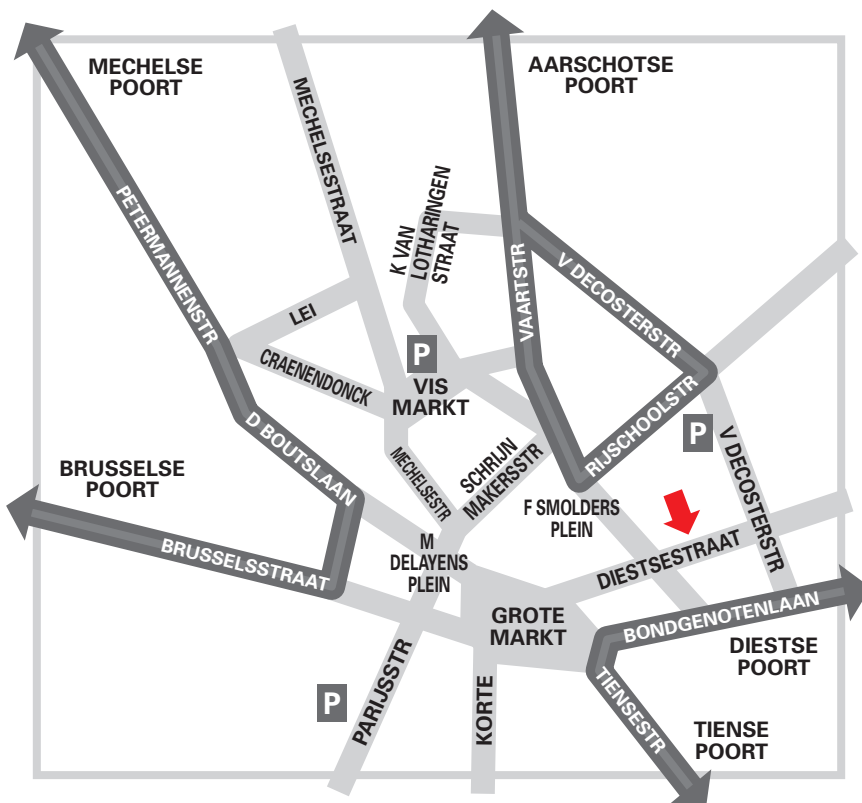 MECHELSE
POORT
AARSCHOTSE
POORT
MECHELSESTRAAT
K VAN
LOTHARINGEN
STRAAT
PETERMANNENSTR
VAARTSTR
V DECOSTERSTR
LEI
CRAENENDONCK
P
VIS
MARKT
RIJSCHOOLSTR
P
V DECOSTERSTR
D BOUTSLAAN
MECHELSESTR
SCHRIJN
MAKERSSTR
BRUSSELSE
POORT
F SMOLDERS
PLEIN
BRUSSELSSTRAAT
M
DELAYENS
PLEIN
DIESTSESTRAAT
GROTE
MARKT
BONDGENOTENLAAN
DIESTSE
POORT
P
PARIJSSTR
KORTE
TIENSESTR
TIENSE
POORT